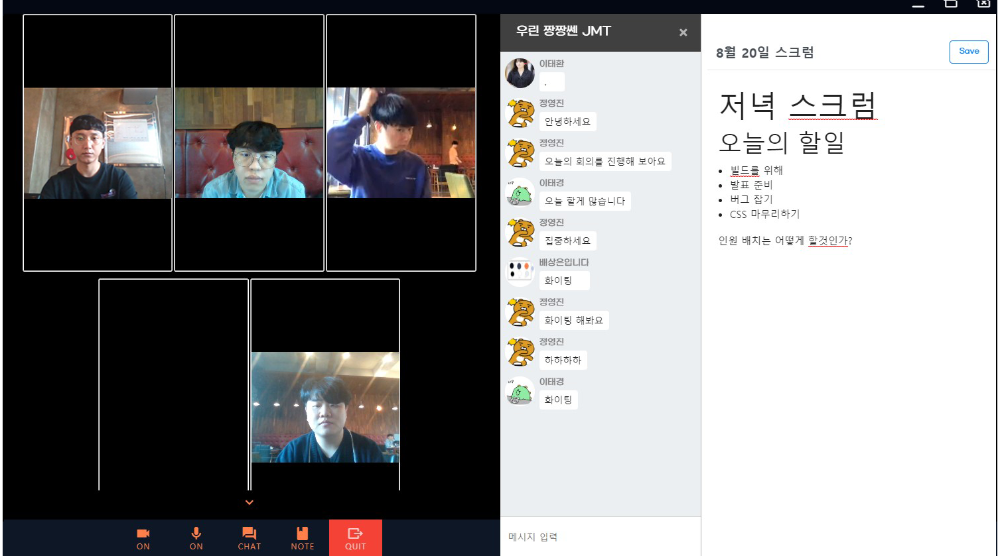 우린 짱짱쎈 JMT
이태환
.
정영진
안녕하세요
정영진
오늘의 회의를 진행해 보아요
이태경
오늘 할게 많습니다
정영진
집중하세요
배상은입니다
화이팅
정영진
화이팅 해봐요
정영진
하하하하
이태경
화이팅
메시지 입력
8월 20일 스크럼
Save
저녁 스크럼
오늘의 할일
빌드를 위해
발표 준비
버그 잡기
CSS 마무리하기
인원 배치는 어떻게 할것인가?
ON
ON
CHAT
NOTE
QUIT